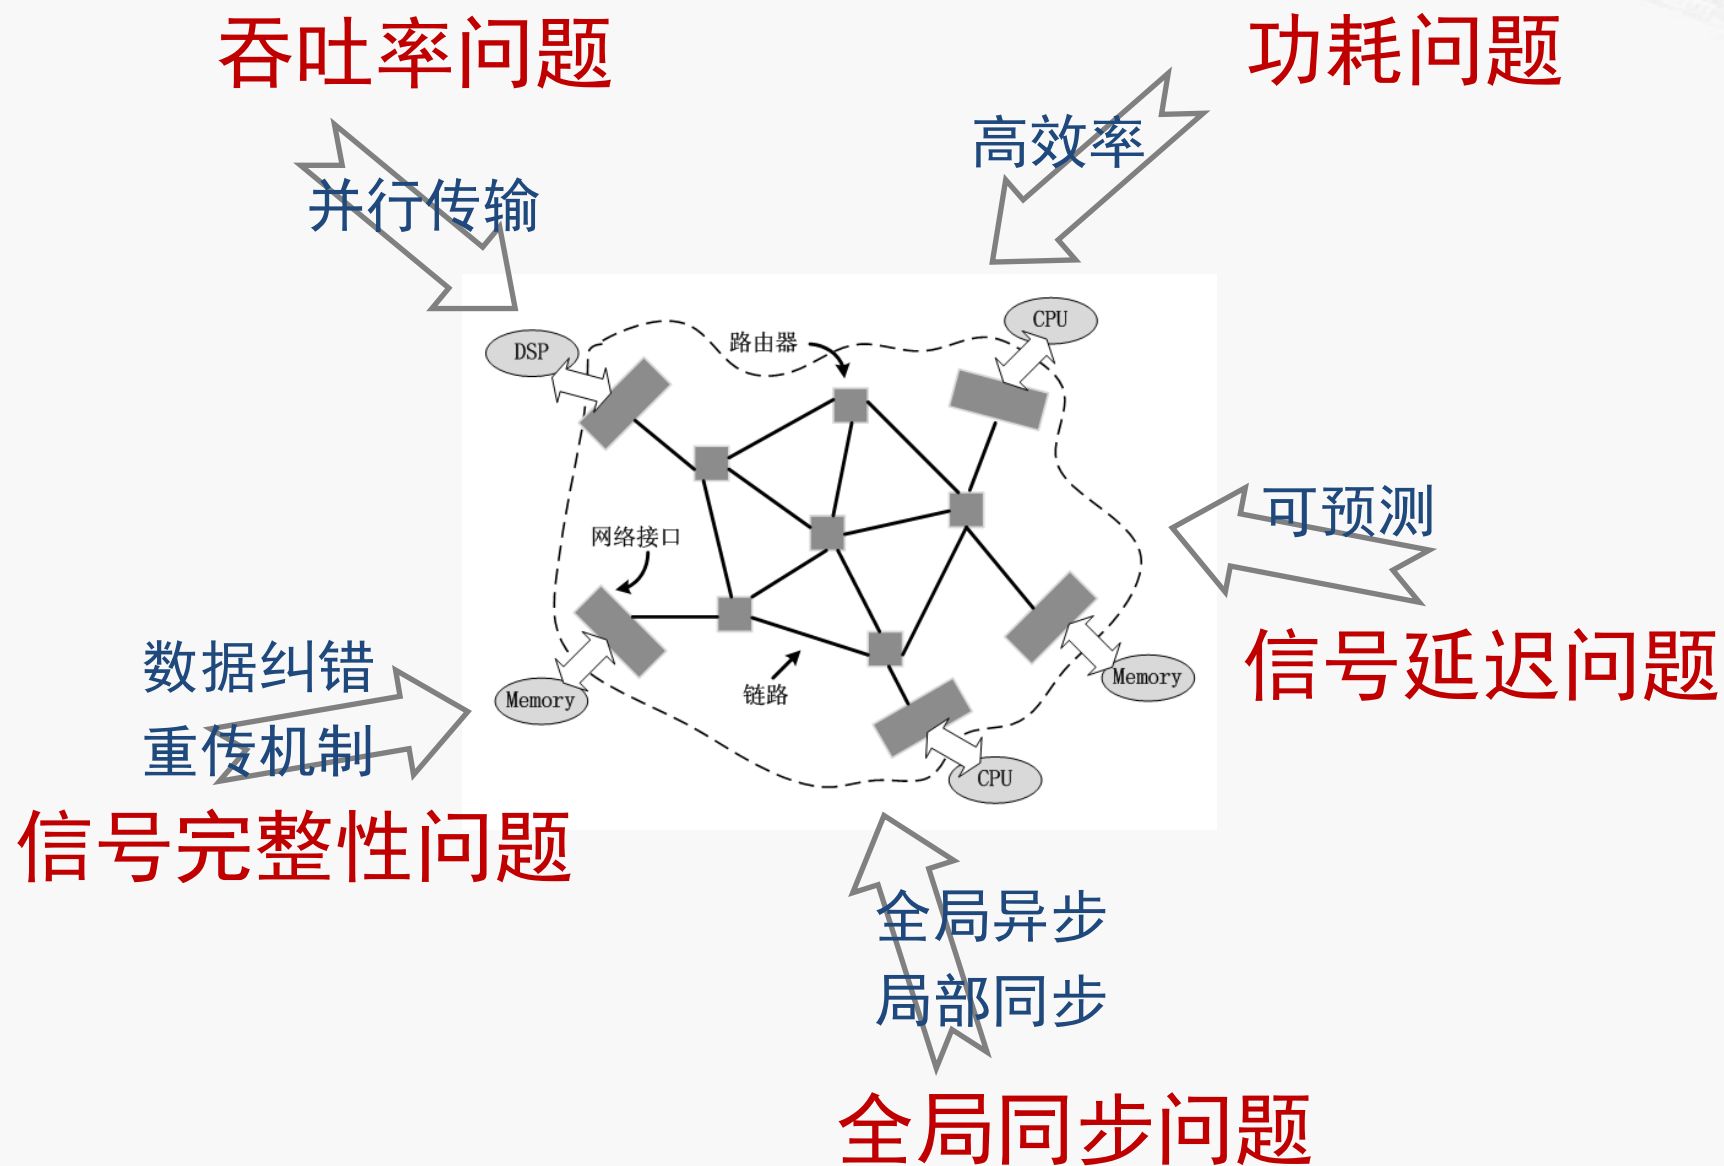 吞吐率问题
功耗问题
高效率
并行传输
CPU
路由器
DSP
可预测
网络接口
数据纠错
重传机制
信号延迟问题
Memory
链路
Memory
CPU
信号完整性问题
全局异步
局部同步
全局同步问题